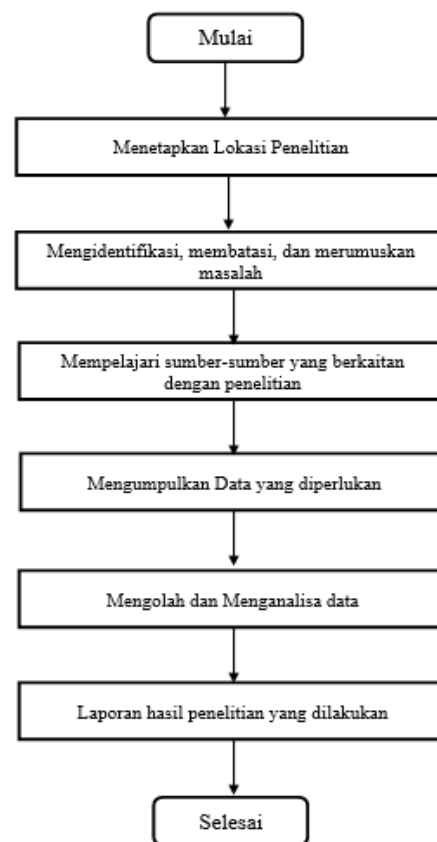 Mulai
Menetapkan Lokasi Penelitian
Mengidentifikasi, membatasi, dan merumuskan
masalah
Mempelajari sumber-sumber yang berkaitan
dengan penelitian
Mengumpulkan Data yang diperlukan
Mengolah dan Menganalisa data
Laporan hasil penelitian yang dilakukan
Selesai